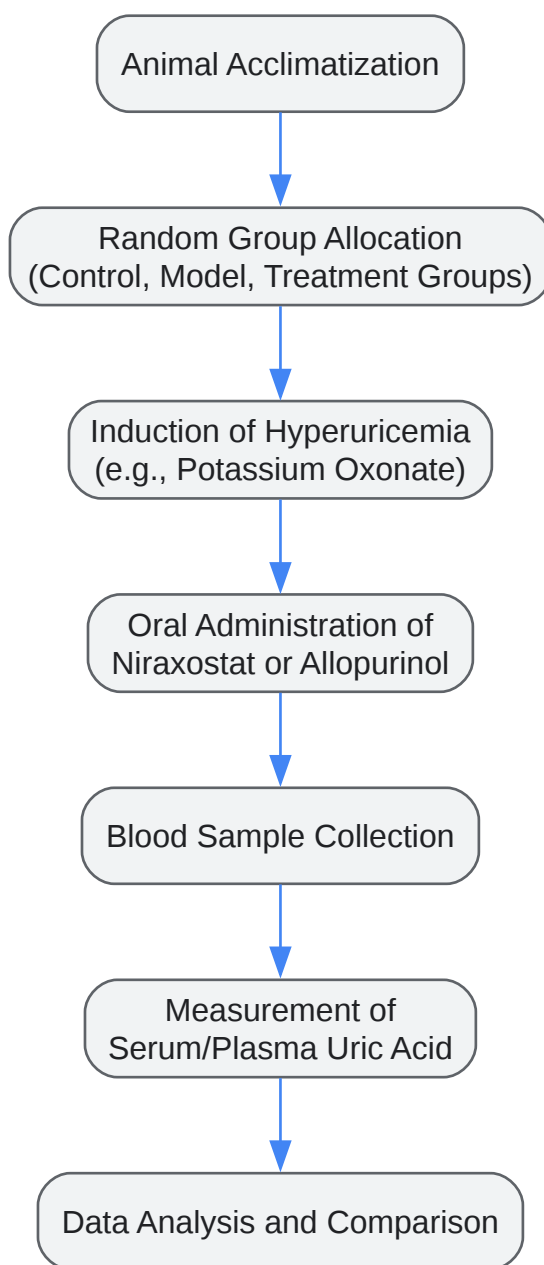 Animal Acclimatization
Random Group Allocation
(Control, Model, Treatment Groups)
Induction of Hyperuricemia
(e.g., Potassium Oxonate)
Oral Administration of
Niraxostat or Allopurinol
Blood Sample Collection
Measurement of
Serum/Plasma Uric Acid
Data Analysis and Comparison